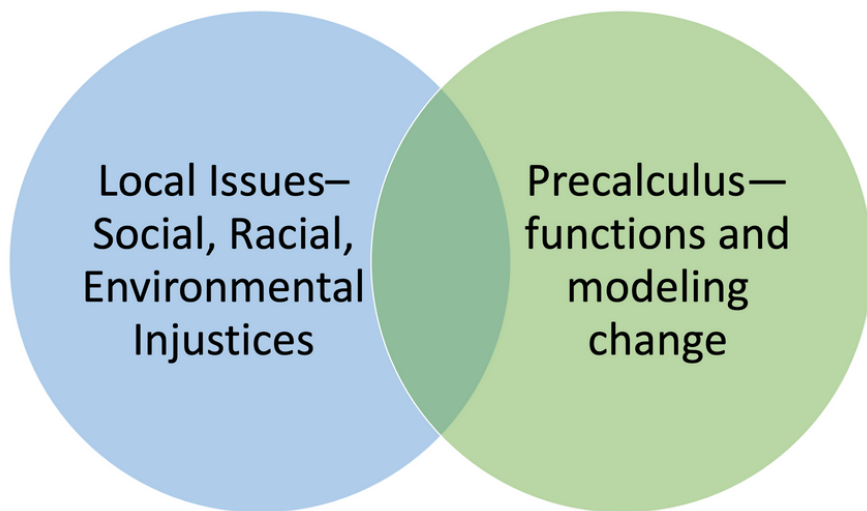 Local Issues–
Social, Racial,
Environmental
Injustices
Precalculus—
functions and
modeling
change